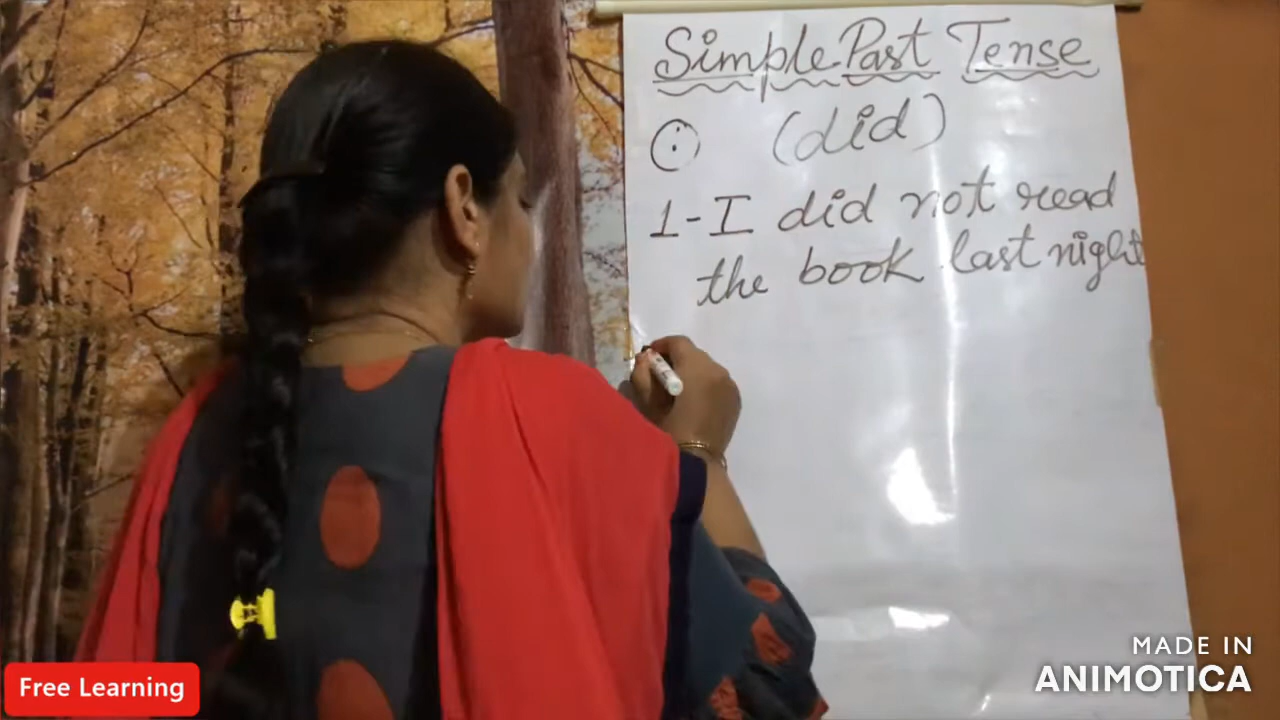 Simple Past Tense
(did)
1-I did not read
the book last night
Free Learning
MADE IN
ANIMOTICA